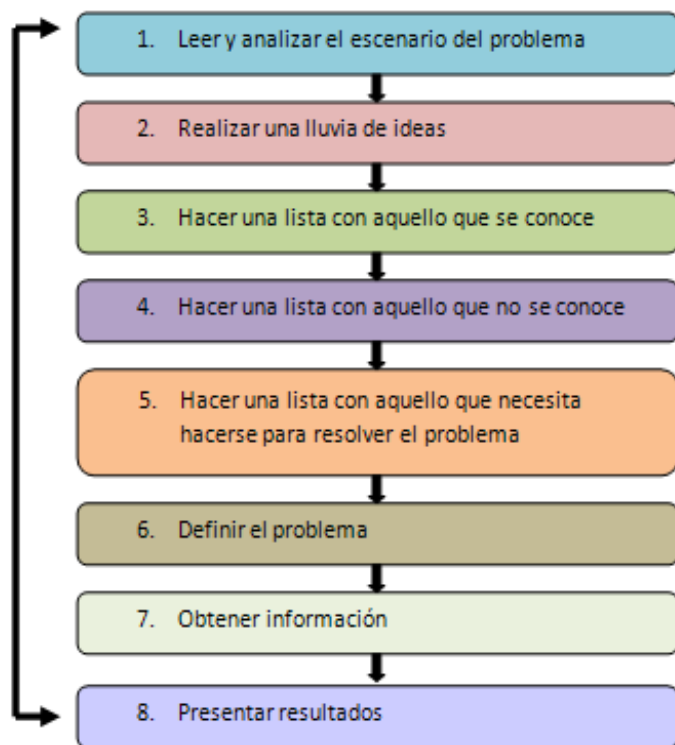 1. Leer y analizar el escenario del problema
2. Realizar una lluvia de ideas
3. Hacer una lista con aquello que se conoce
4. Hacer una lista con aquello que no se conoce
5. Hacer una lista con aquello que necesita
hacerse para resolver el problema
6. Definir el problema
7. Obtener información
8. Presentar resultados